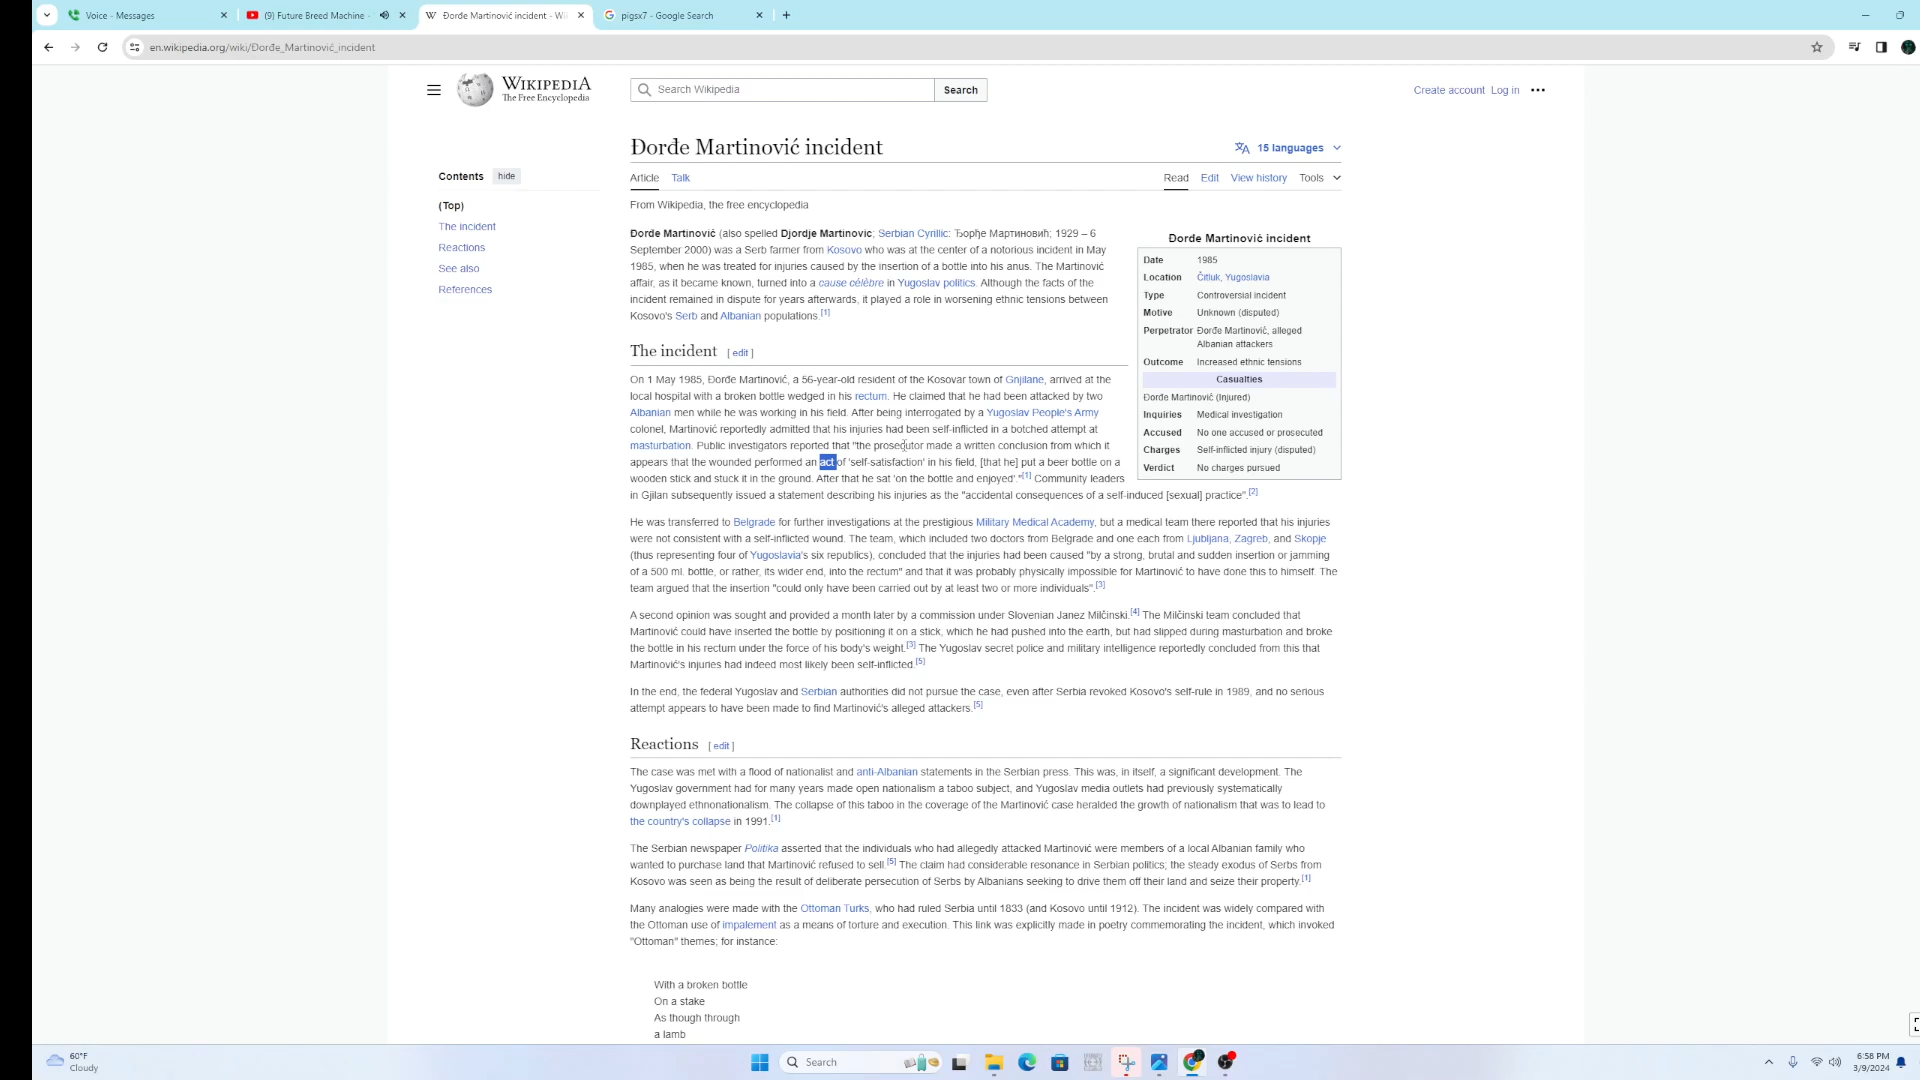 Voice - Messages
(9) Future Breed Machine -
Đorđe Martinović incident - Wi
pigsx7 - Google Search
en.wikipedia.org/wiki/Đorđe_Martinović_incident
WIKIPEDIA
The Free Encyclopedia
Search Wikipedia
Search
Create account Log in
Đorđe Martinović incident
15 languages
Contents hide
(Top)
The incident
Reactions
See also
References
Article Talk
Read Edit View history Tools
From Wikipedia, the free encyclopedia
Đorđe Martinović (also spelled Djordje Martinovic; Serbian Cyrillic: Ђорђе Мартиновић; 1929 – 6
September 2000) was a Serb farmer from Kosovo who was at the center of a notorious incident in May
1985, when he was treated for injuries caused by the insertion of a bottle into his anus. The Martinović
affair, as it became known, turned into a cause célèbre in Yugoslav politics. Although the facts of the
incident remained in dispute for years afterwards, it played a role in worsening ethnic tensions between
Kosovo's Serb and Albanian populations.[1]
Đorđe Martinović incident
Date 1985
Location Čitluk, Yugoslavia
Type Controversial incident
Motive Unknown (disputed)
Perpetrator Đorđe Martinović, alleged
Albanian attackers
Outcome Increased ethnic tensions
Casualties
Đorđe Martinović (Injured)
Inquiries Medical investigation
Accused No one accused or prosecuted
Charges Self-inflicted injury (disputed)
Verdict No charges pursued
The incident [ edit ]
On 1 May 1985, Đorđe Martinović, a 56-year-old resident of the Kosovar town of Gnjilane, arrived at the
local hospital with a broken bottle wedged in his rectum. He claimed that he had been attacked by two
Albanian men while he was working in his field. After being interrogated by a Yugoslav People's Army
colonel, Martinović reportedly admitted that his injuries had been self-inflicted in a botched attempt at
masturbation. Public investigators reported that "the prosecutor made a written conclusion from which it
appears that the wounded performed an act of 'self-satisfaction' in his field, [that he] put a beer bottle on a
wooden stick and stuck it in the ground. After that he sat 'on the bottle and enjoyed'."[1] Community leaders
in Gjilan subsequently issued a statement describing his injuries as the "accidental consequences of a self-induced [sexual] practice".[2]
He was transferred to Belgrade for further investigations at the prestigious Military Medical Academy, but a medical team there reported that his injuries
were not consistent with a self-inflicted wound. The team, which included two doctors from Belgrade and one each from Ljubljana, Zagreb, and Skopje
(thus representing four of Yugoslavia's six republics), concluded that the injuries had been caused "by a strong, brutal and sudden insertion or jamming
of a 500 ml. bottle, or rather, its wider end, into the rectum" and that it was probably physically impossible for Martinović to have done this to himself. The
team argued that the insertion "could only have been carried out by at least two or more individuals".[3]
A second opinion was sought and provided a month later by a commission under Slovenian Janez Milčinski.[4] The Milčinski team concluded that
Martinović could have inserted the bottle by positioning it on a stick, which he had pushed into the earth, but had slipped during masturbation and broke
the bottle in his rectum under the force of his body's weight.[3] The Yugoslav secret police and military intelligence reportedly concluded from this that
Martinović's injuries had indeed most likely been self-inflicted.[5]
In the end, the federal Yugoslav and Serbian authorities did not pursue the case, even after Serbia revoked Kosovo's self-rule in 1989, and no serious
attempt appears to have been made to find Martinović's alleged attackers.[5]
Reactions [ edit ]
The case was met with a flood of nationalist and anti-Albanian statements in the Serbian press. This was, in itself, a significant development. The
Yugoslav government had for many years made open nationalism a taboo subject, and Yugoslav media outlets had previously systematically
downplayed ethnonationalism. The collapse of this taboo in the coverage of the Martinović case heralded the growth of nationalism that was to lead to
the country's collapse in 1991.[1]
The Serbian newspaper Politika asserted that the individuals who had allegedly attacked Martinović were members of a local Albanian family who
wanted to purchase land that Martinović refused to sell.[5] The claim had considerable resonance in Serbian politics; the steady exodus of Serbs from
Kosovo was seen as being the result of deliberate persecution of Serbs by Albanians seeking to drive them off their land and seize their property.[1]
Many analogies were made with the Ottoman Turks, who had ruled Serbia until 1833 (and Kosovo until 1912). The incident was widely compared with
the Ottoman use of impalement as a means of torture and execution. This link was explicitly made in poetry commemorating the incident, which invoked
"Ottoman" themes; for instance:
With a broken bottle
On a stake
As though through
a lamb
60°F
Cloudy
Search
6:58 PM
3/9/2024